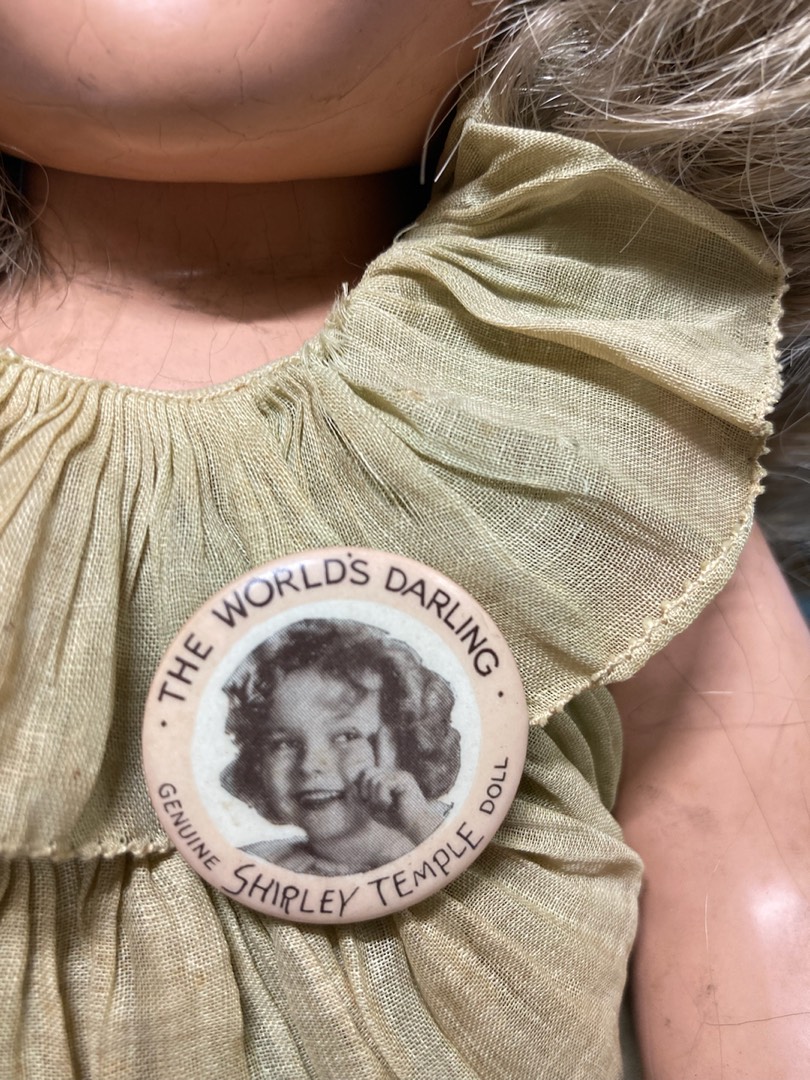 THE WORLD'S DARLING
GENUINE SHIRLEY TEMPLE DOLL